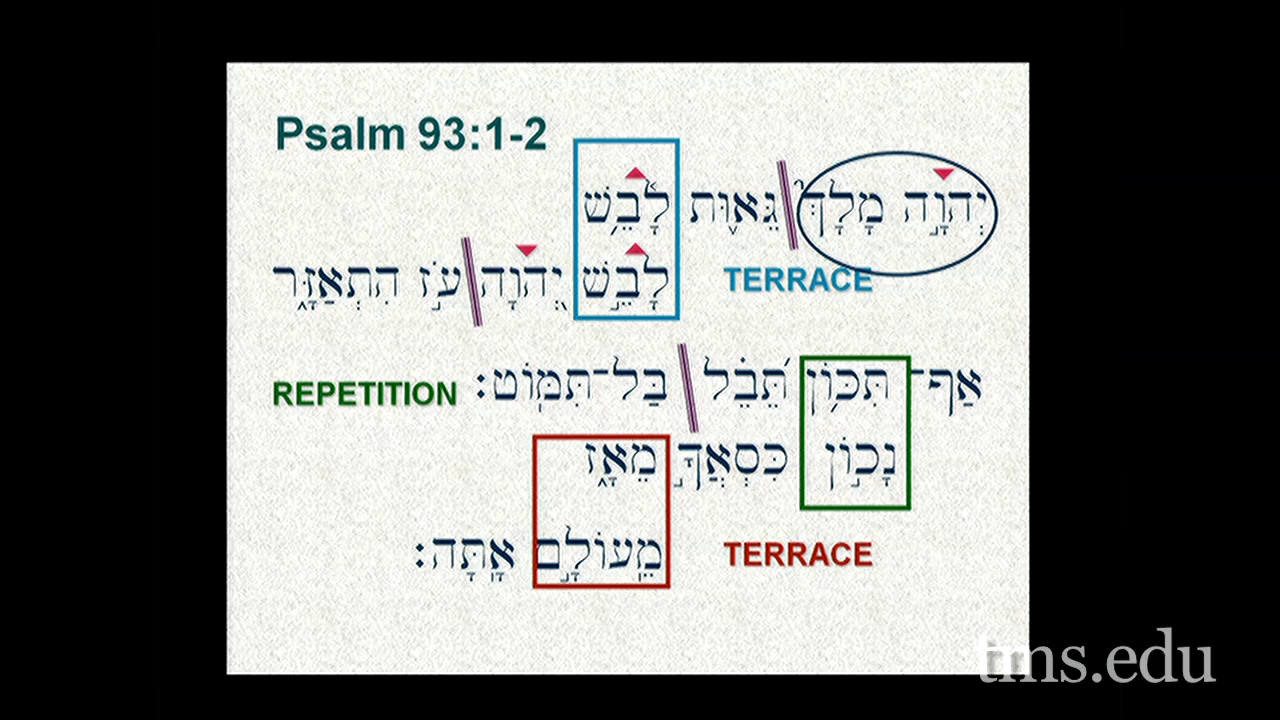 Psalm 93:1-2
יְהוָ֣ה מָלָךְ֮ גֵּא֪וּת לָ֫בֵ֥שׁ
TERRACE
לָבֵ֣שׁ יְ֭הוָה עֹ֣ז הִתְאַזָּ֑ר
אַף־תִּכּ֥וֹן תֵּ֝בֵ֗ל בַּל־תִּמּֽוֹט׃
REPETITION
נָכ֣וֹן כִּסְאֲךָ֣ מֵאָ֑ז
מֵֽעוֹלָ֣ם אָֽתָּה׃
TERRACE
tms.edu